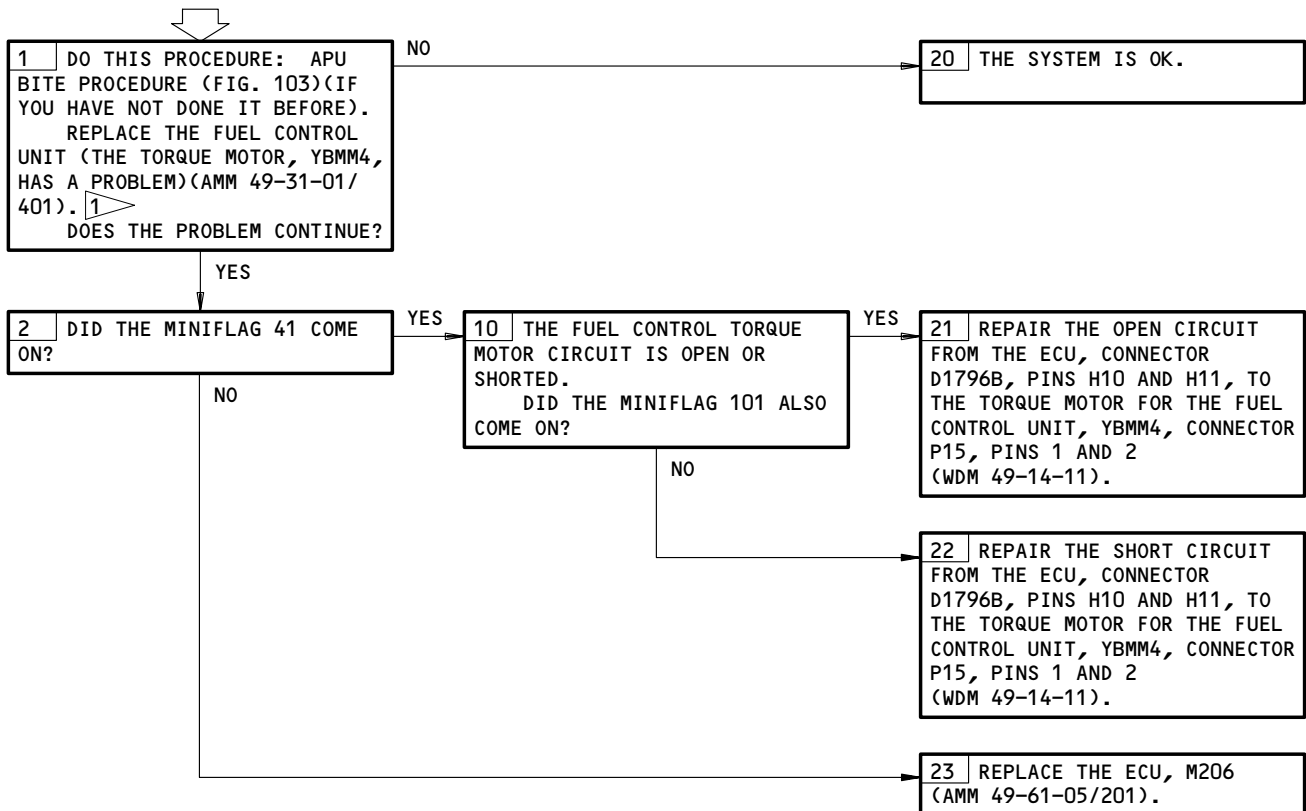 1 DO THIS PROCEDURE: APU
BITE PROCEDURE (FIG. 103)(IF
YOU HAVE NOT DONE IT BEFORE).
REPLACE THE FUEL CONTROL
UNIT (THE TORQUE MOTOR, YBMM4,
HAS A PROBLEM)(AMM 49-31-01/
401). 1
DOES THE PROBLEM CONTINUE?
NO
20 THE SYSTEM IS OK.
YES
2 DID THE MINIFLAG 41 COME
ON?
YES
NO
10 THE FUEL CONTROL TORQUE
MOTOR CIRCUIT IS OPEN OR
SHORTED.
DID THE MINIFLAG 101 ALSO
COME ON?
YES
NO
21 REPAIR THE OPEN CIRCUIT
FROM THE ECU, CONNECTOR
D1796B, PINS H10 AND H11, TO
THE TORQUE MOTOR FOR THE FUEL
CONTROL UNIT, YBMM4, CONNECTOR
P15, PINS 1 AND 2
(WDM 49-14-11).
22 REPAIR THE SHORT CIRCUIT
FROM THE ECU, CONNECTOR
D1796B, PINS H10 AND H11, TO
THE TORQUE MOTOR FOR THE FUEL
CONTROL UNIT, YBMM4, CONNECTOR
P15, PINS 1 AND 2
(WDM 49-14-11).
23 REPLACE THE ECU, M206
(AMM 49-61-05/201).